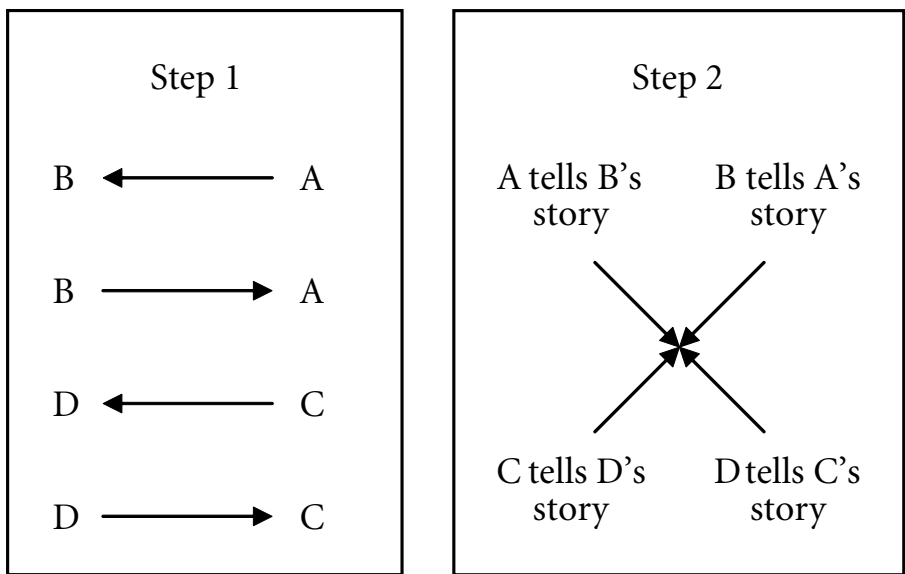 Step 1
B A
B A
D C
D C
Step 2
A tells B’s
story
B tells A’s
story
C tells D’s
story
D tells C’s
story